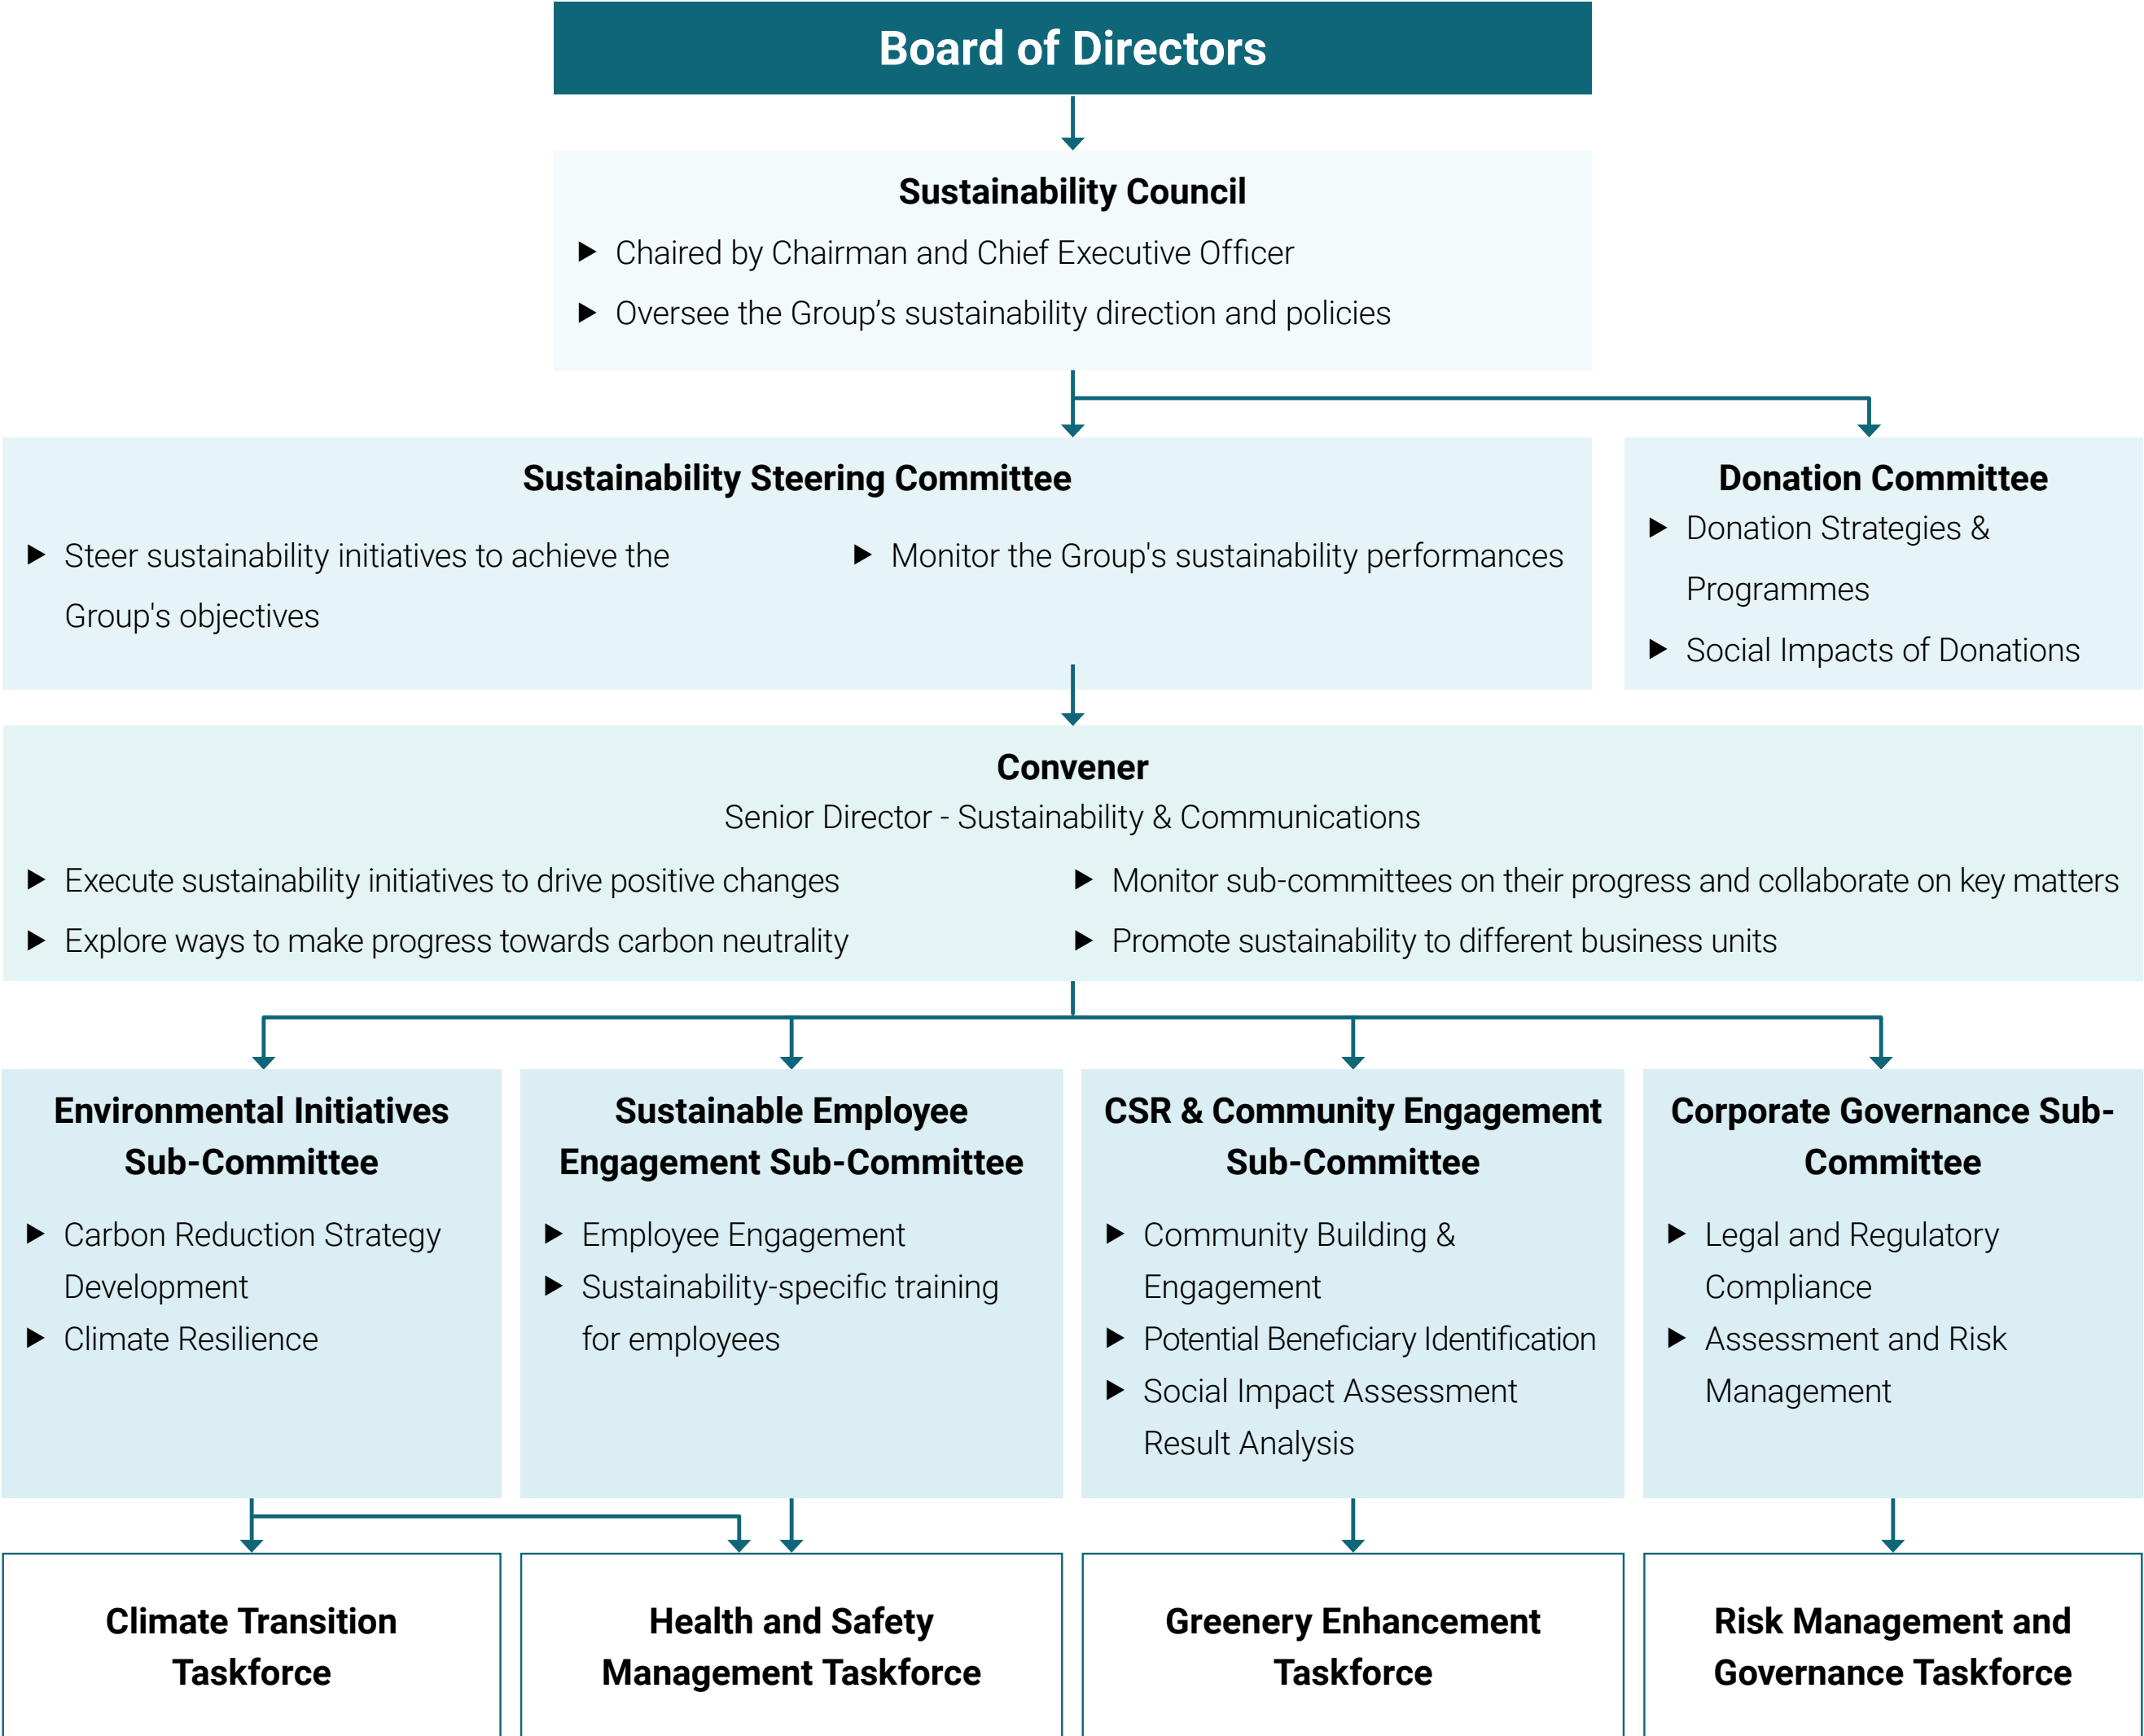 Board of Directors
Sustainability Council
Chaired by Chairman and Chief Executive Officer
Oversee the Group’s sustainability direction and policies
Sustainability Steering Committee
Steer sustainability initiatives to achieve the
Group's objectives
Monitor the Group's sustainability performances
Donation Committee
Donation Strategies &
Programmes
Social Impacts of Donations
Convener
Senior Director - Sustainability & Communications
Execute sustainability initiatives to drive positive changes
Explore ways to make progress towards carbon neutrality
Monitor sub-committees on their progress and collaborate on key matters
Promote sustainability to different business units
Environmental Initiatives
Sub-Committee
Carbon Reduction Strategy
Development
Climate Resilience
Sustainable Employee
Engagement Sub-Committee
Employee Engagement
Sustainability-specific training
for employees
CSR & Community Engagement
Sub-Committee
Community Building &
Engagement
Potential Beneficiary Identification
Social Impact Assessment
Result Analysis
Corporate Governance Sub-
Committee
Legal and Regulatory
Compliance
Assessment and Risk
Management
Climate Transition
Taskforce
Health and Safety
Management Taskforce
Greenery Enhancement
Taskforce
Risk Management and
Governance Taskforce